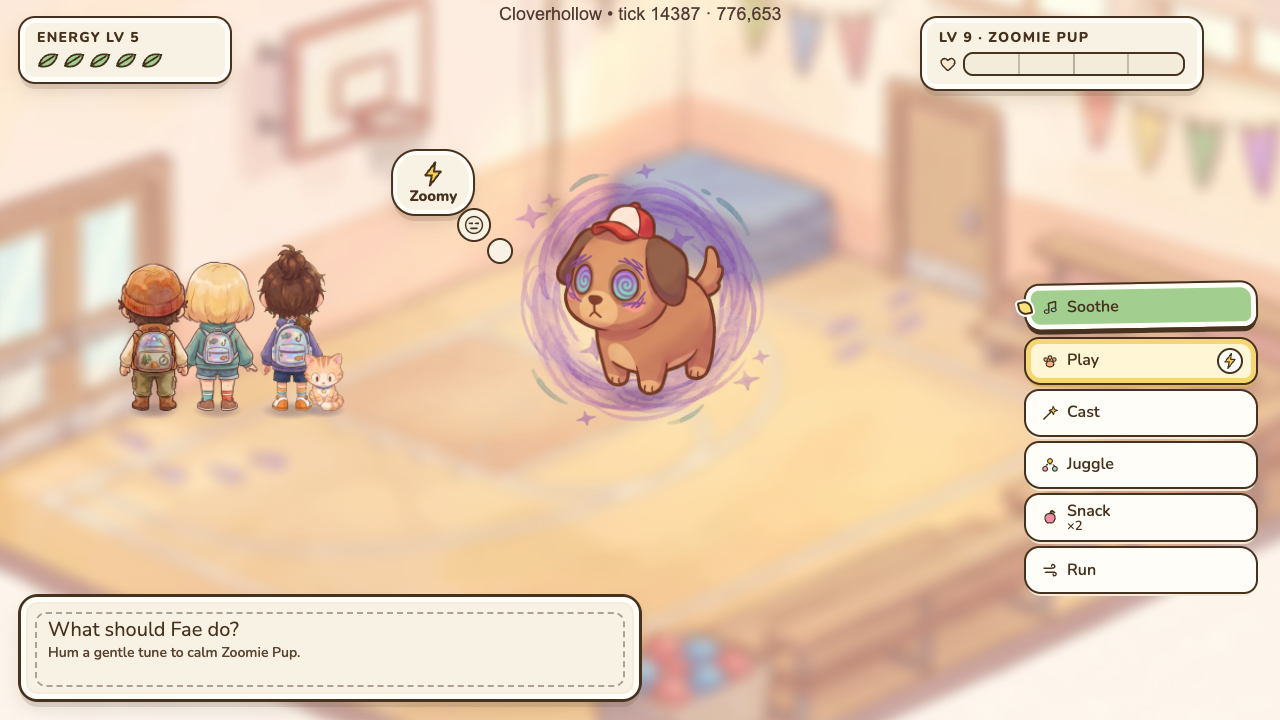 Cloverhollow • tick 14387 · 776,653
ENERGY LV 5
LV 9 · ZOOMIE PUP
Zoomy
Soothe
Play
Cast
Juggle
Snack
×2
Run
What should Fae do?
Hum a gentle tune to calm Zoomie Pup.